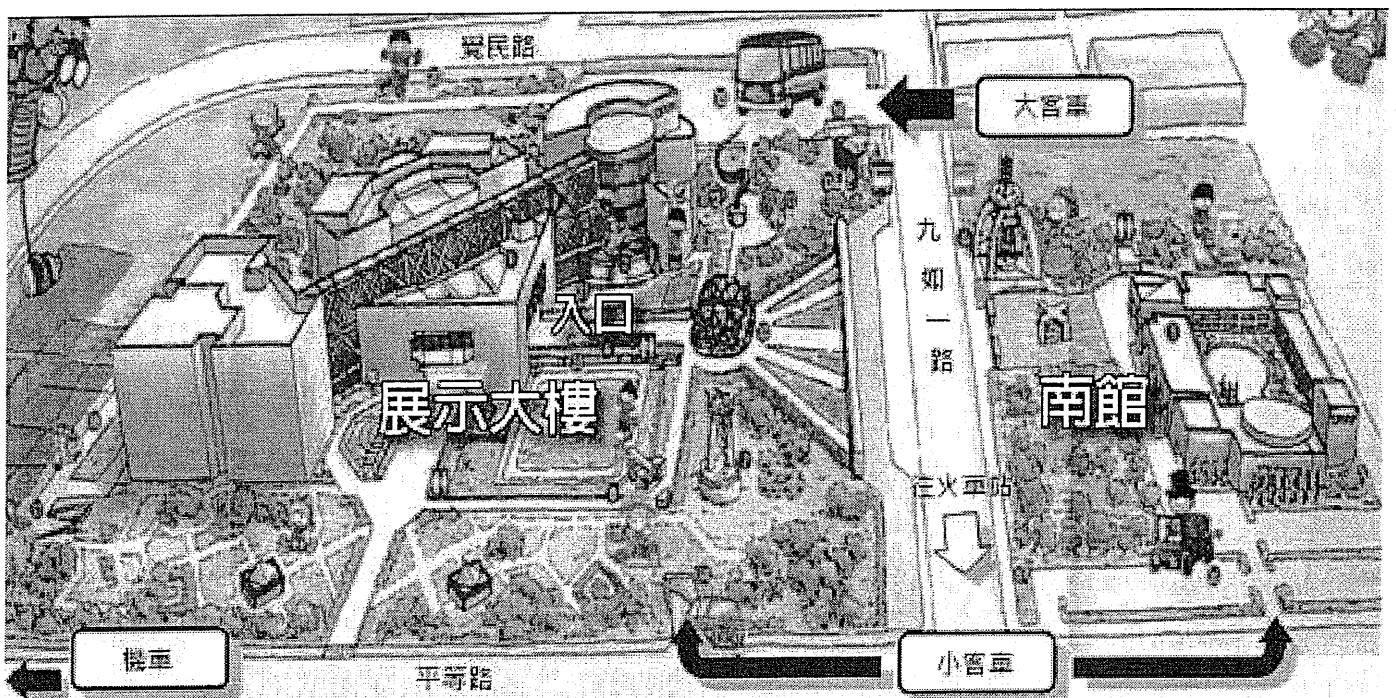 覺民路
大客車
九如一路
入口
展示大樓
南館
往火車站
機車
平等路
小客車